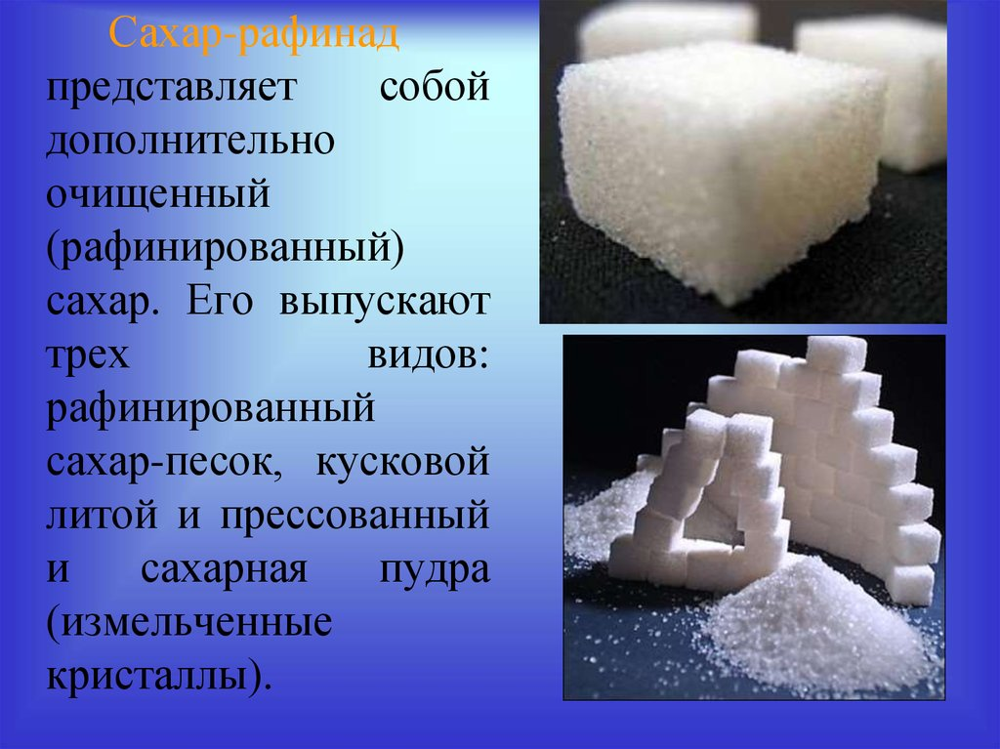 Сахар-рафинад
представляет собой
дополнительно
очищенный
(рафинированный)
сахар. Его выпускают
трех видов:
рафинированный
сахар-песок, кусковой
литой и прессованный
и сахарная пудра
(измельченные
кристаллы).